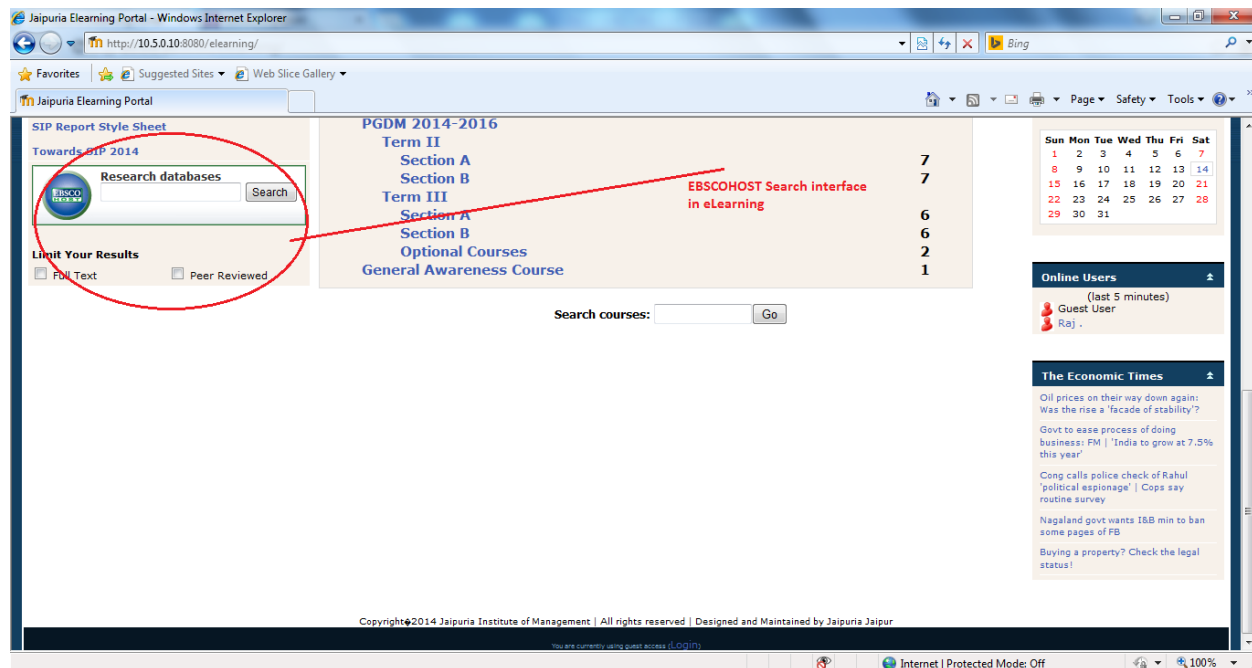 Jaipuria Elearning Portal - Windows Internet Explorer
http://10.5.0.10:8080/elearning/
Bing
Favorites
Suggested Sites
Web Slice Gallery
Jaipuria Elearning Portal
Page
Safety
Tools
SIP Report Style Sheet
Towards SIP 2014
EBSCO
HOST
Research databases
Search
Limit Your Results
Full Text
Peer Reviewed
PGDM 2014-2016
Term II
Section A 7
Section B 7
Term III
Section A 6
Section B 6
Optional Courses 2
General Awareness Course 1
EBSCOHOST Search interface
in eLearning
Search courses:
Go
Sun Mon Tue Wed Thu Fri Sat
1 2 3 4 5 6 7
8 9 10 11 12 13 14
15 16 17 18 19 20 21
22 23 24 25 26 27 28
29 30 31
Online Users
(last 5 minutes)
Guest User
Raj .
The Economic Times
Oil prices on their way down again:
Was the rise a 'facade of stability'?
Govt to ease process of doing
business: FM | 'India to grow at 7.5%
this year'
Cong calls police check of Rahul
'political espionage' | Cops say
routine survey
Nagaland govt wants I&B min to ban
some pages of FB
Buying a property? Check the legal
status!
Copyright�2014 Jaipuria Institute of Management | All rights reserved | Designed and Maintained by Jaipuria Jaipur
You are currently using guest access (Login)
Internet | Protected Mode: Off
100%